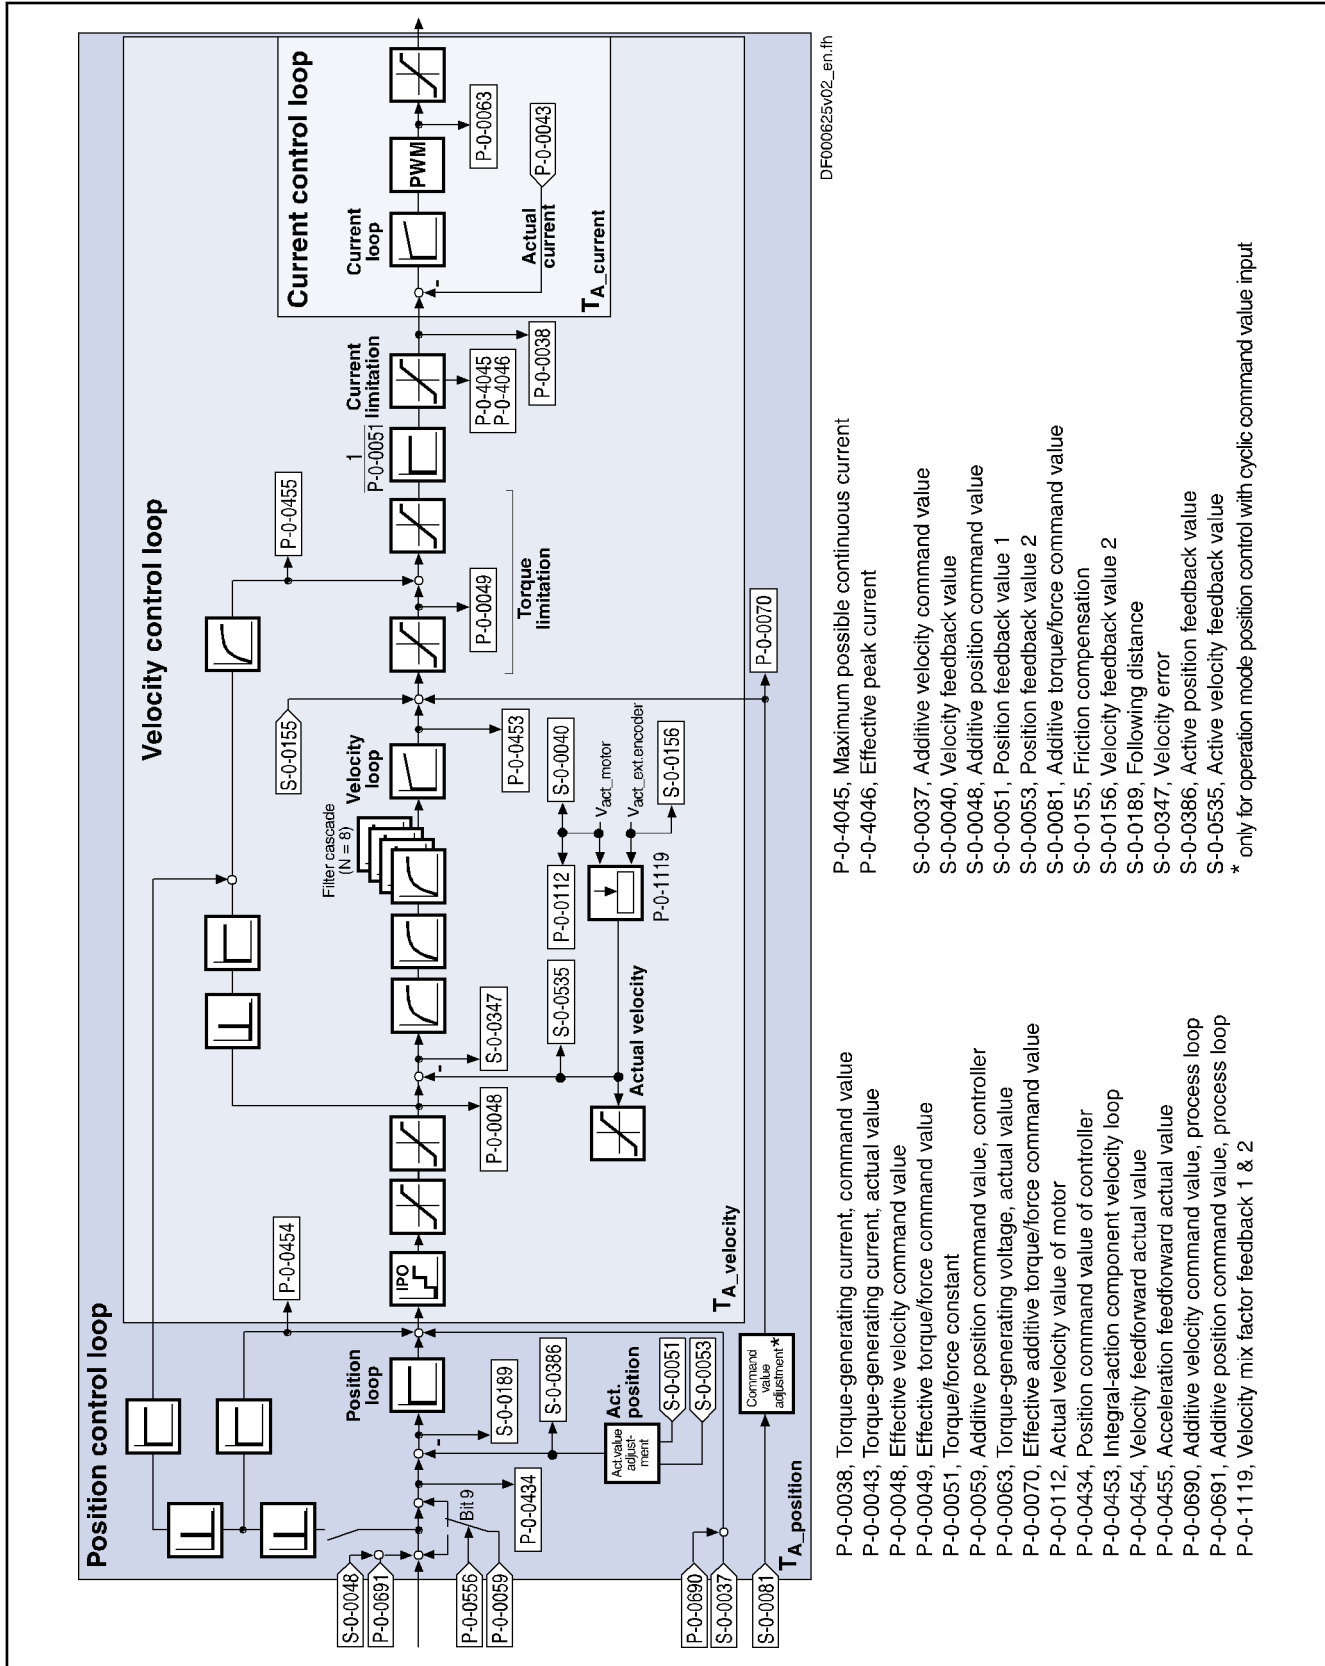 Position control loop
Velocity control loop
Current control loop
P-0-0454
P-0-0455
S-0-0155
Filter cascade
(N = 8)
Velocity
loop
1
P-0-0051
Current
limitation
Current
loop
Position
loop
IPO
PWM
S-0-0048
P-0-0691
P-0-0556
P-0-0059
Bit 9
P-0-0434
-
S-0-0189
S-0-0386
Act.
position
Act.value
adjust-
ment
S-0-0051
S-0-0053
P-0-0048
-
S-0-0347
S-0-0535
Actual velocity
P-0-0453
P-0-0112
S-0-0040
Vact_motor
Vact_ext.encoder
S-0-0156
P-0-1119
P-0-0049
Torque
limitation
P-0-4045
P-0-4046
P-0-0038
-
P-0-0063
Actual
current
P-0-0043
TA_current
TA_velocity
P-0-0690
S-0-0037
S-0-0081
Command
value
adjustment*
P-0-0070
TA_position
DF000625v02_en.fh
P-0-0038, Torque-generating current, command value
P-0-0043, Torque-generating current, actual value
P-0-0048, Effective velocity command value
P-0-0049, Effective torque/force command value
P-0-0051, Torque/force constant
P-0-0059, Additive position command value, controller
P-0-0063, Torque-generating voltage, actual value
P-0-0070, Effective additive torque/force command value
P-0-0112, Actual velocity value of motor
P-0-0434, Position command value of controller
P-0-0453, Integral-action component velocity loop
P-0-0454, Velocity feedforward actual value
P-0-0455, Acceleration feedforward actual value
P-0-0690, Additive velocity command value, process loop
P-0-0691, Additive position command value, process loop
P-0-1119, Velocity mix factor feedback 1 & 2
P-0-4045, Maximum possible continuous current
P-0-4046, Effective peak current
S-0-0037, Additive velocity command value
S-0-0040, Velocity feedback value
S-0-0048, Additive position command value
S-0-0051, Position feedback value 1
S-0-0053, Position feedback value 2
S-0-0081, Additive torque/force command value
S-0-0155, Friction compensation
S-0-0156, Velocity feedback value 2
S-0-0189, Following distance
S-0-0347, Velocity error
S-0-0386, Active position feedback value
S-0-0535, Active velocity feedback value
* only for operation mode position control with cyclic command value input